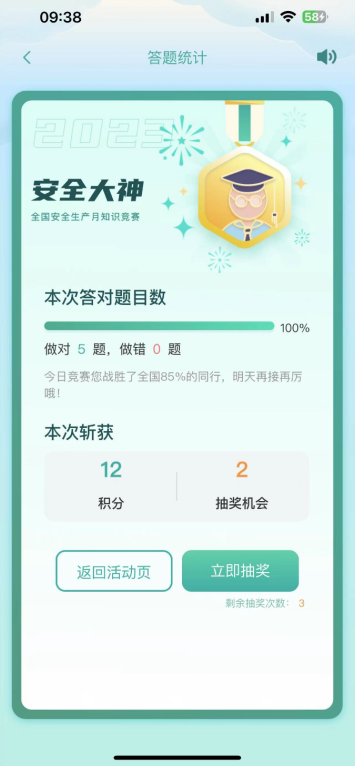 09:38
58
答题统计
2023
安全大神
全国安全生产月知识竞赛
本次答对题目数
100%
做对 5 题，做错 0 题
今日竞赛您战胜了全国85%的同行，明天再接再厉
哦！
本次斩获
12 2
积分 抽奖机会
返回活动页 立即抽奖
剩余抽奖次数： 3